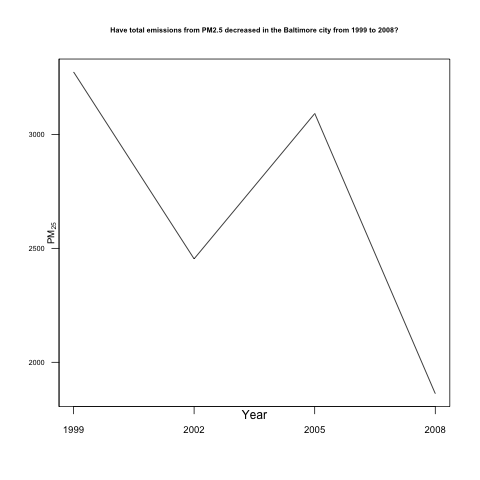 Have total emissions from PM2.5 decreased in the Baltimore city from 1999 to 2008?
3000
2500
2000
PM25
Year
1999 2002 2005 2008